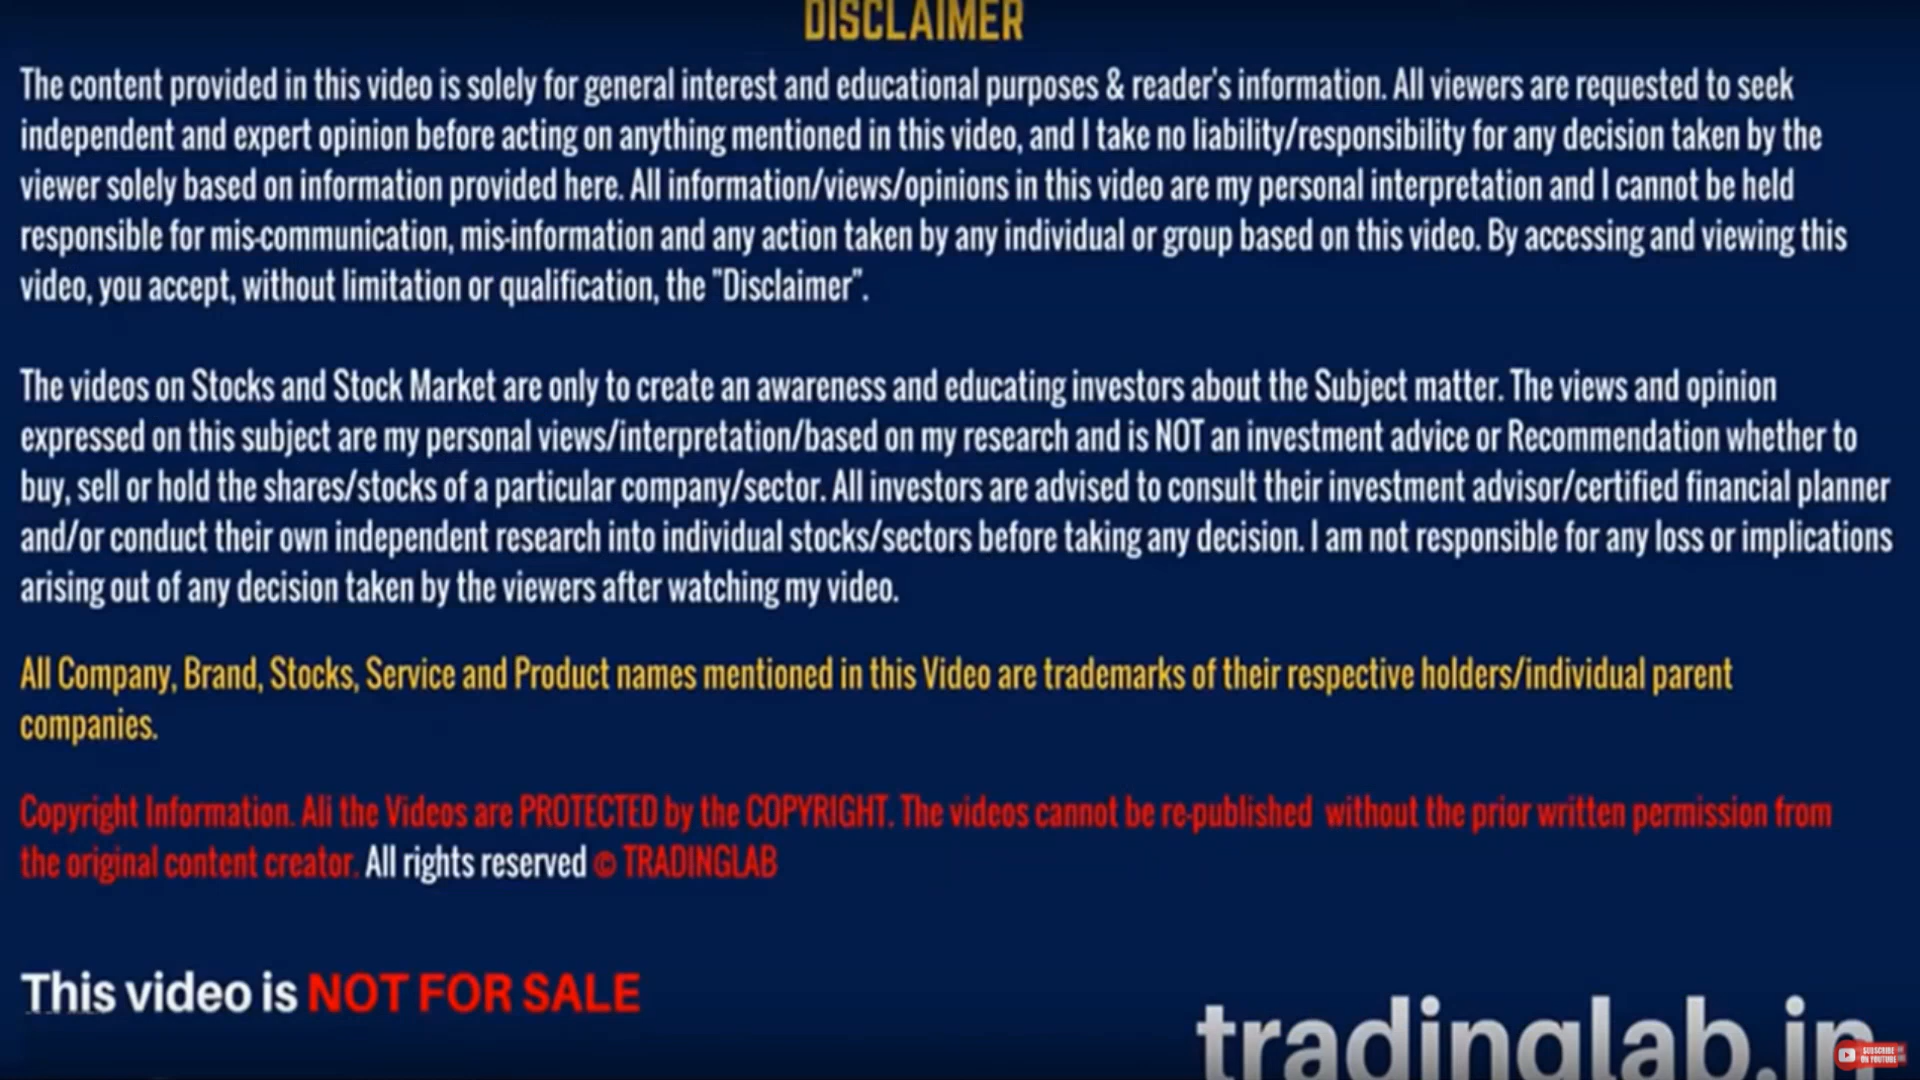 DISCLAIMER
The content provided in this video is solely for general interest and educational purposes & reader's information. All viewers are requested to seek
independent and expert opinion before acting on anything mentioned in this video, and I take no liability/responsibility for any decision taken by the
viewer solely based on information provided here. All information/views/opinions in this video are my personal interpretation and I cannot be held
responsible for mis-communication, mis-information and any action taken by any individual or group based on this video. By accessing and viewing this
video, you accept, without limitation or qualification, the "Disclaimer".
The videos on Stocks and Stock Market are only to create an awareness and educating investors about the Subject matter. The views and opinion
expressed on this subject are my personal views/interpretation/based on my research and is NOT an investment advice or Recommendation whether to
buy, sell or hold the shares/stocks of a particular company/sector. All investors are advised to consult their investment advisor/certified financial planner
and/or conduct their own independent research into individual stocks/sectors before taking any decision. I am not responsible for any loss or implications
arising out of any decision taken by the viewers after watching my video.
All Company, Brand, Stocks, Service and Product names mentioned in this Video are trademarks of their respective holders/individual parent
companies.
Copyright Information. Ali the Videos are PROTECTED by the COPYRIGHT. The videos cannot be re-published without the prior written permission from
the original content creator. All rights reserved © TRADINGLAB
This video is NOT FOR SALE
tradinglab.in
SUBSCRIBE
ON YOUTUBE